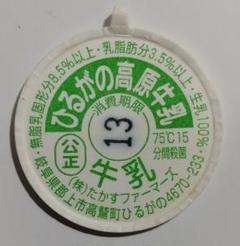 ・無脂乳固形分8.5%以上・乳脂肪分3.5%以上・生乳100%
ひるがの高原牛乳
消費期限
13
公正
75℃15
分間殺菌
牛乳
(株)たかすファーマーズ
岐阜県郡上市高鷲町ひるがの4670-233